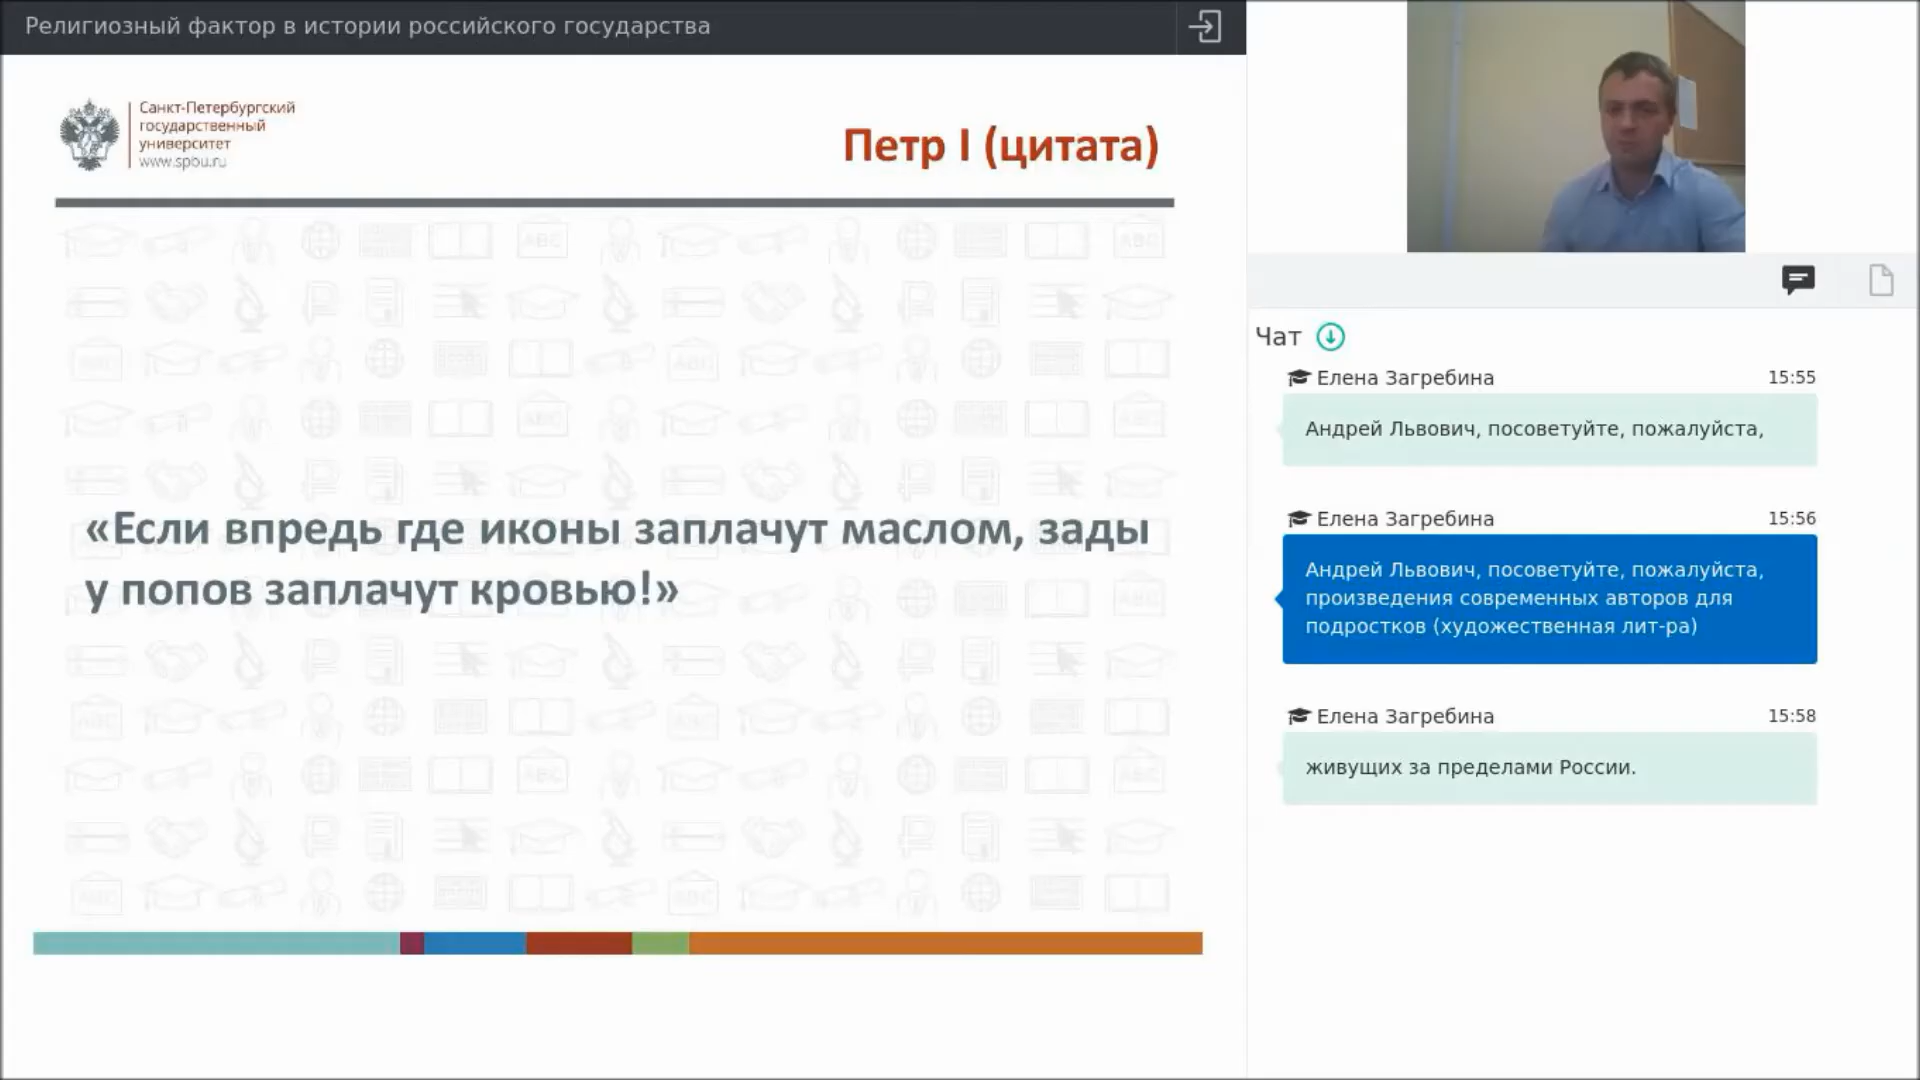 Религиозный фактор в истории российского государства
Санкт-Петербургский
государственный
университет
www.spbu.ru
Петр I (цитата)
«Если впредь где иконы заплачут маслом, зады
у попов заплачут кровью!»
Чат
Елена Загребина 15:55
Андрей Львович, посоветуйте, пожалуйста,
Елена Загребина 15:56
Андрей Львович, посоветуйте, пожалуйста,
произведения современных авторов для
подростков (художественная лит-ра)
Елена Загребина 15:58
живущих за пределами России.